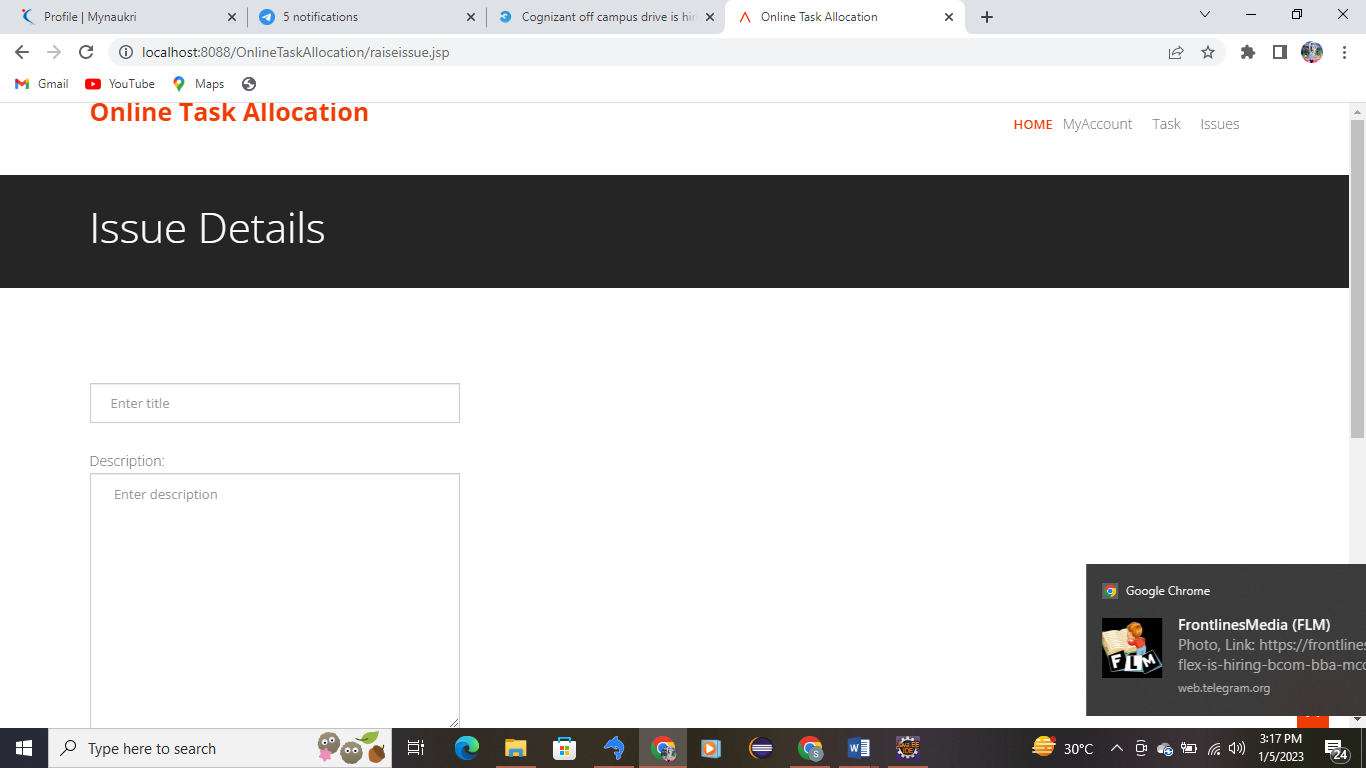 Profile | Mynaukri
5 notifications
Cognizant off campus drive is hir
Online Task Allocation
localhost:8088/OnlineTaskAllocation/raiseissue.jsp
Gmail YouTube Maps
Online Task Allocation
HOME MyAccount Task Issues
Issue Details
Enter title
Description:
Enter description
Google Chrome
FrontlinesMedia (FLM)
Photo, Link: https://frontlines
flex-is-hiring-bcom-bba-mco
web.telegram.org
FLM
Type here to search
30°C
3:17 PM
1/5/2023
24